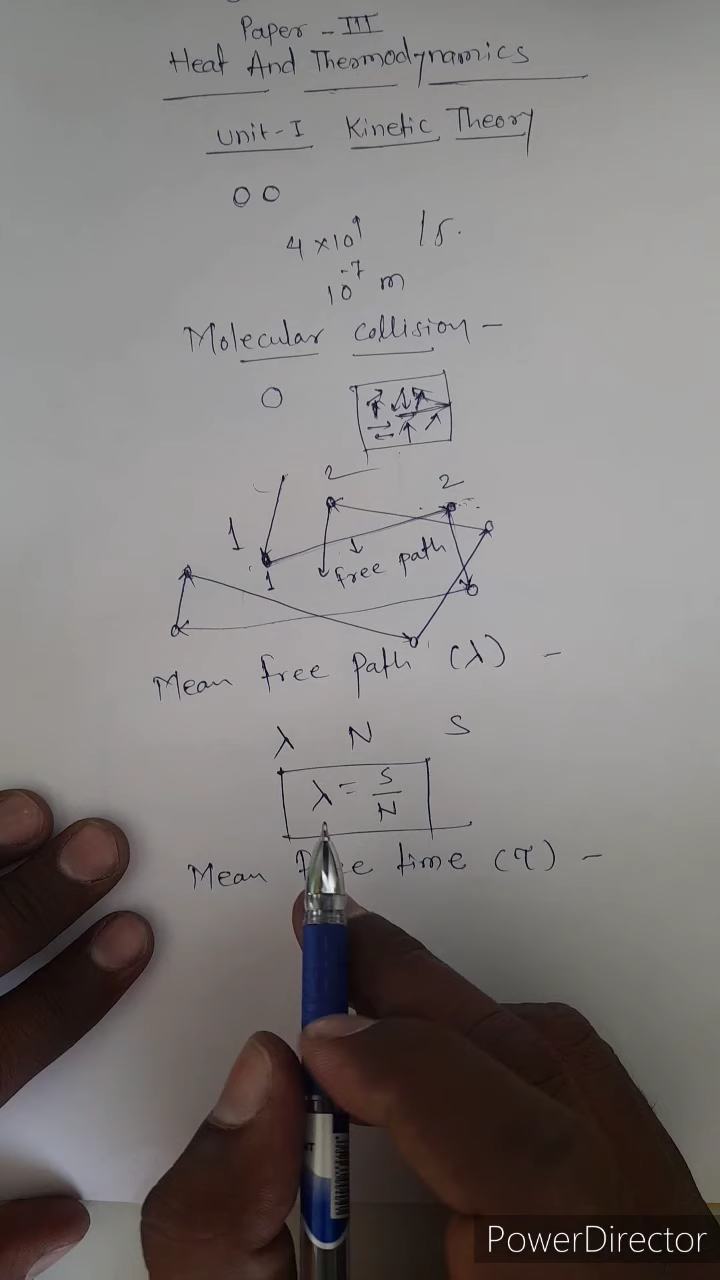 Paper - III
Heat And Thermodynamics
Unit-I Kinetic Theory
4 × 10⁹ 1s.
10⁻⁷ m
Molecular collision -
2 2
1
1 free path
Mean free path (λ) -
λ N S
λ = S/N
Mean time (τ) -
PowerDirector